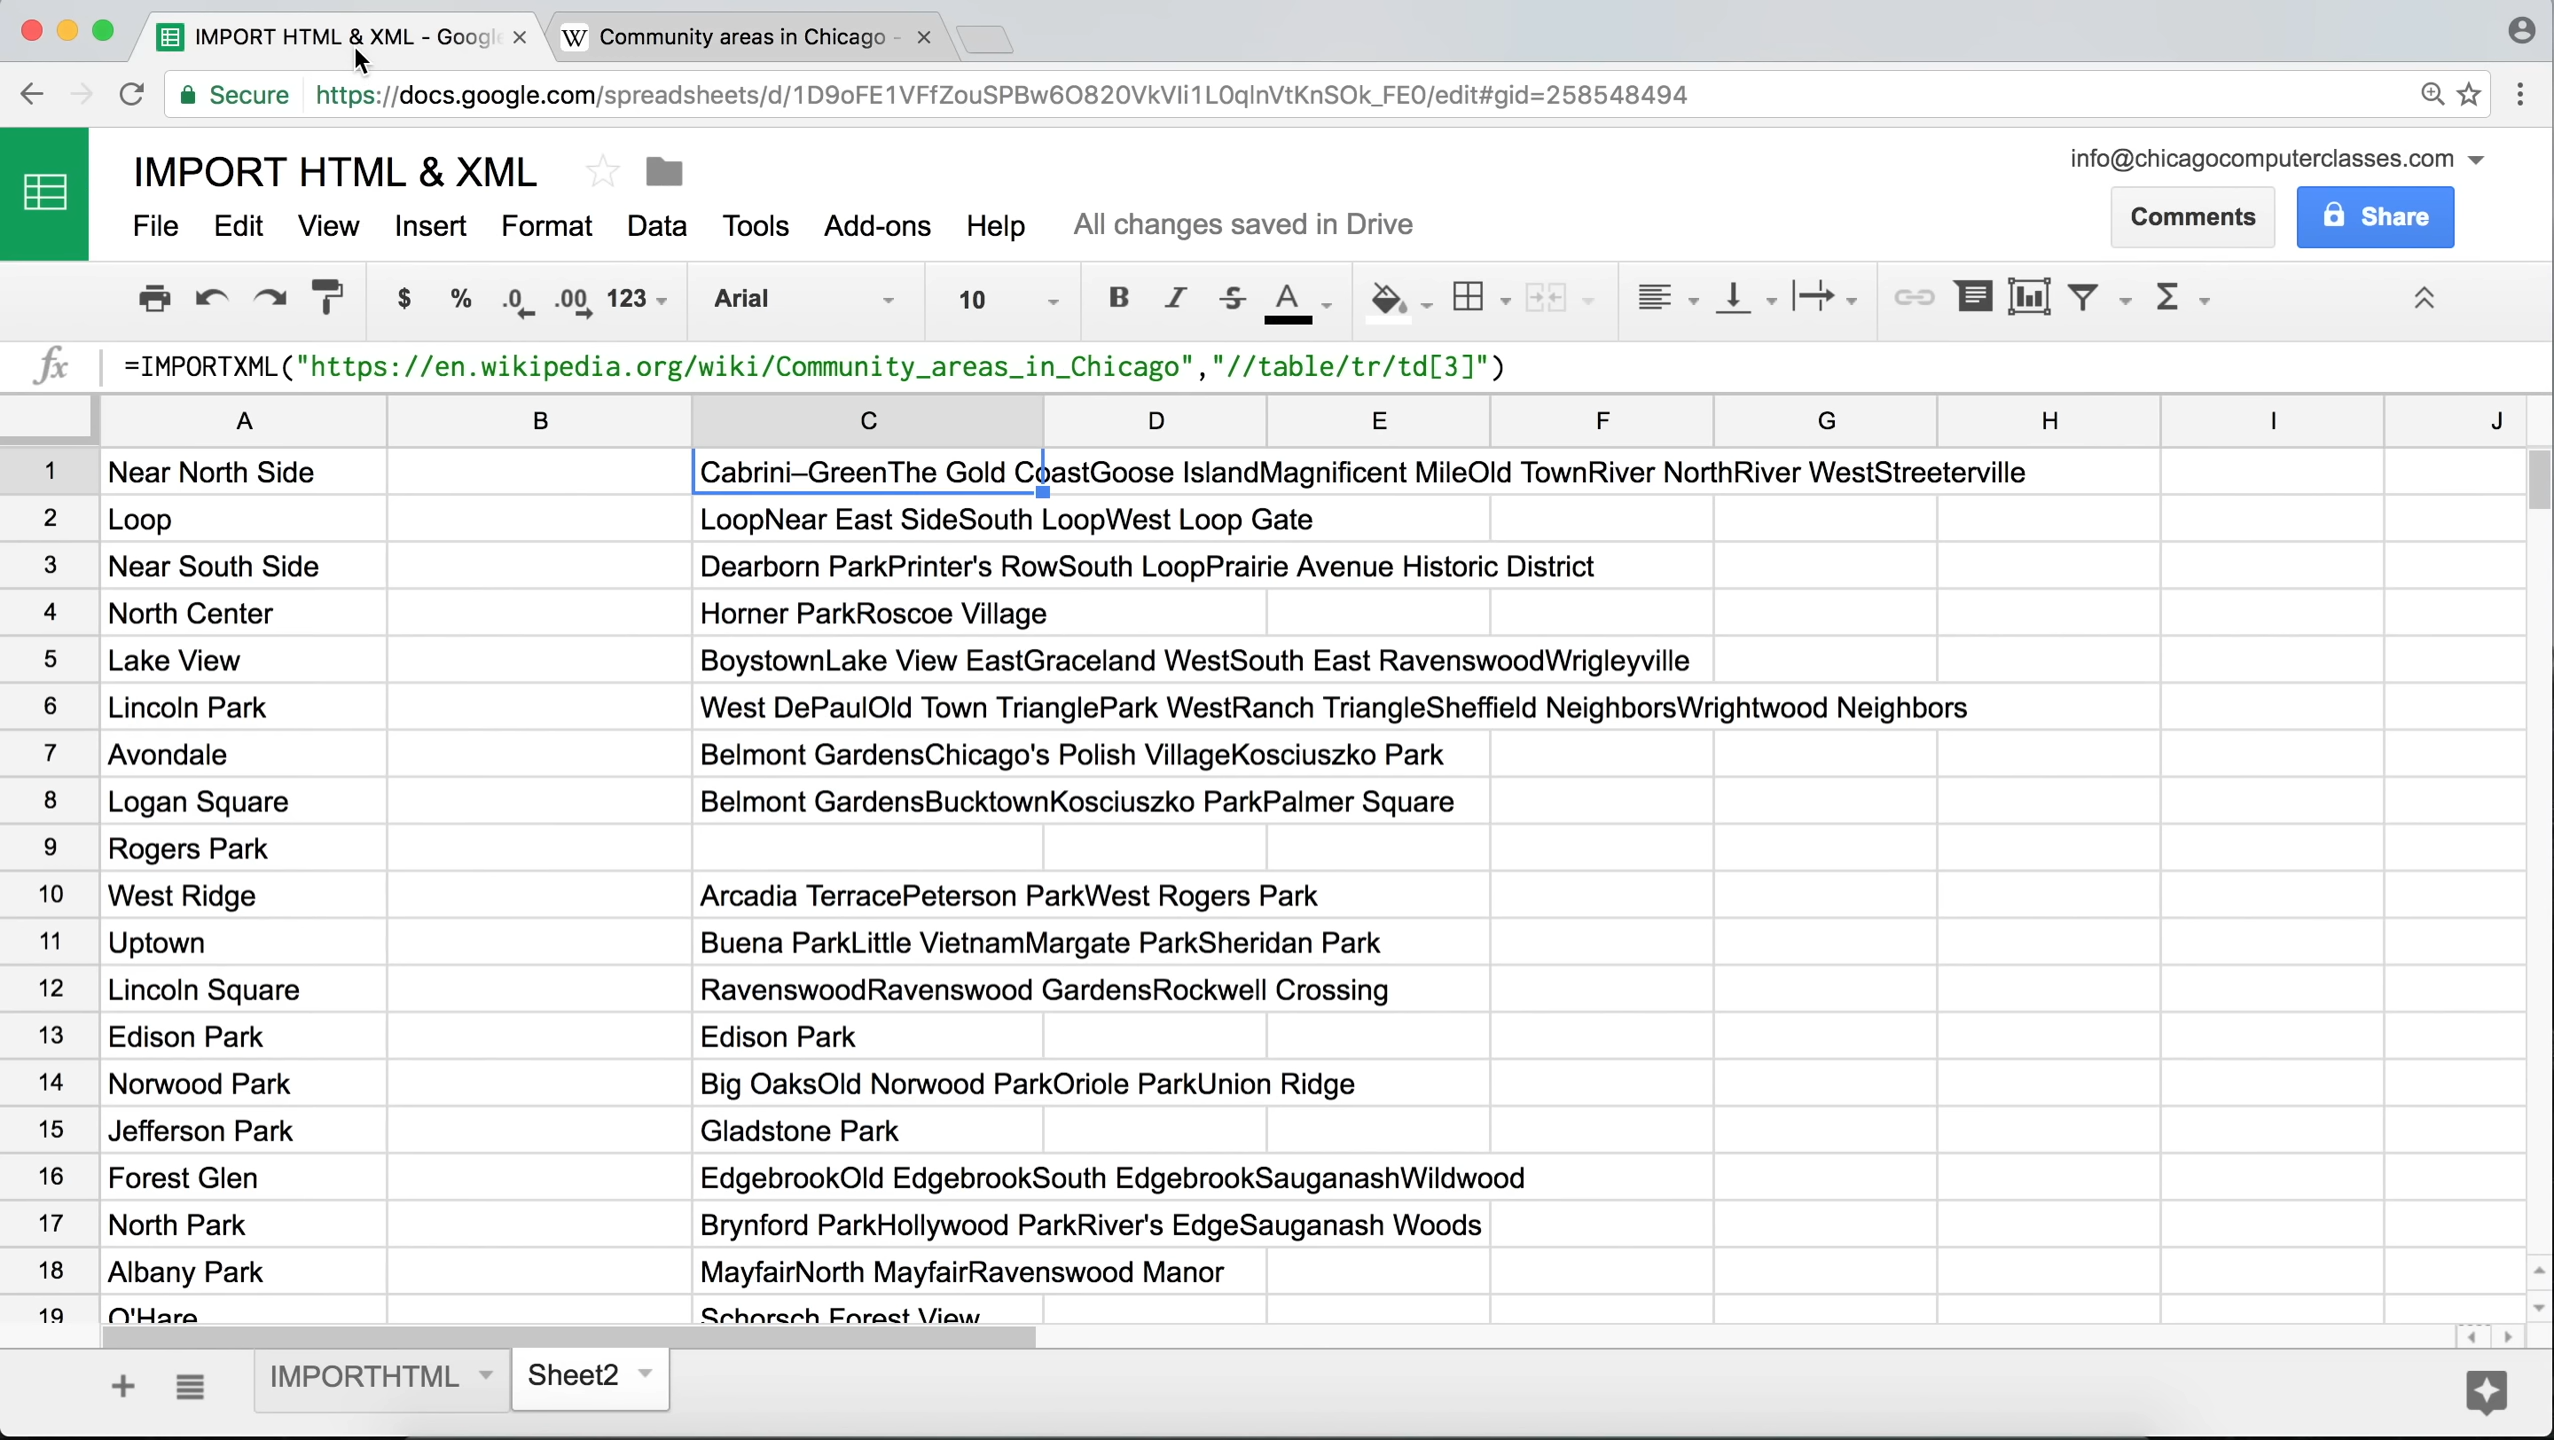 IMPORT HTML & XML - Google
Community areas in Chicago -
Secure https://docs.google.com/spreadsheets/d/1D9oFE1VFfZouSPBw6O820VkVIi1L0qlnVtKnSOk_FE0/edit#gid=258548494
IMPORT HTML & XML
info@chicagocomputerclasses.com
File Edit View Insert Format Data Tools Add-ons Help All changes saved in Drive
Comments Share
$ % .0 .00 123 Arial 10 B I S A Σ
fx =IMPORTXML("https://en.wikipedia.org/wiki/Community_areas_in_Chicago","//table/tr/td[3]")
A B C D E F G H I J
1 Near North Side Cabrini–GreenThe Gold CoastGoose IslandMagnificent MileOld TownRiver NorthRiver WestStreeterville
2 Loop LoopNear East SideSouth LoopWest Loop Gate
3 Near South Side Dearborn ParkPrinter's RowSouth LoopPrairie Avenue Historic District
4 North Center Horner ParkRoscoe Village
5 Lake View BoystownLake View EastGraceland WestSouth East RavenswoodWrigleyville
6 Lincoln Park West DePaulOld Town TrianglePark WestRanch TriangleSheffield NeighborsWrightwood Neighbors
7 Avondale Belmont GardensChicago's Polish VillageKosciuszko Park
8 Logan Square Belmont GardensBucktownKosciuszko ParkPalmer Square
9 Rogers Park
10 West Ridge Arcadia TerracePeterson ParkWest Rogers Park
11 Uptown Buena ParkLittle VietnamMargate ParkSheridan Park
12 Lincoln Square RavenswoodRavenswood GardensRockwell Crossing
13 Edison Park Edison Park
14 Norwood Park Big OaksOld Norwood ParkOriole ParkUnion Ridge
15 Jefferson Park Gladstone Park
16 Forest Glen EdgebrookOld EdgebrookSouth EdgebrookSauganashWildwood
17 North Park Brynford ParkHollywood ParkRiver's EdgeSauganash Woods
18 Albany Park MayfairNorth MayfairRavenswood Manor
19 O'Hare Schorsch Forest View
IMPORTHTML Sheet2